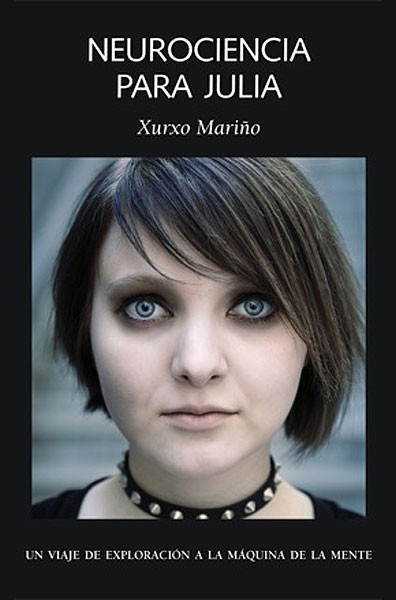 NEUROCIENCIA
PARA JULIA
Xurxo Mariño
UN VIAJE DE EXPLORACIÓN A LA MÁQUINA DE LA MENTE